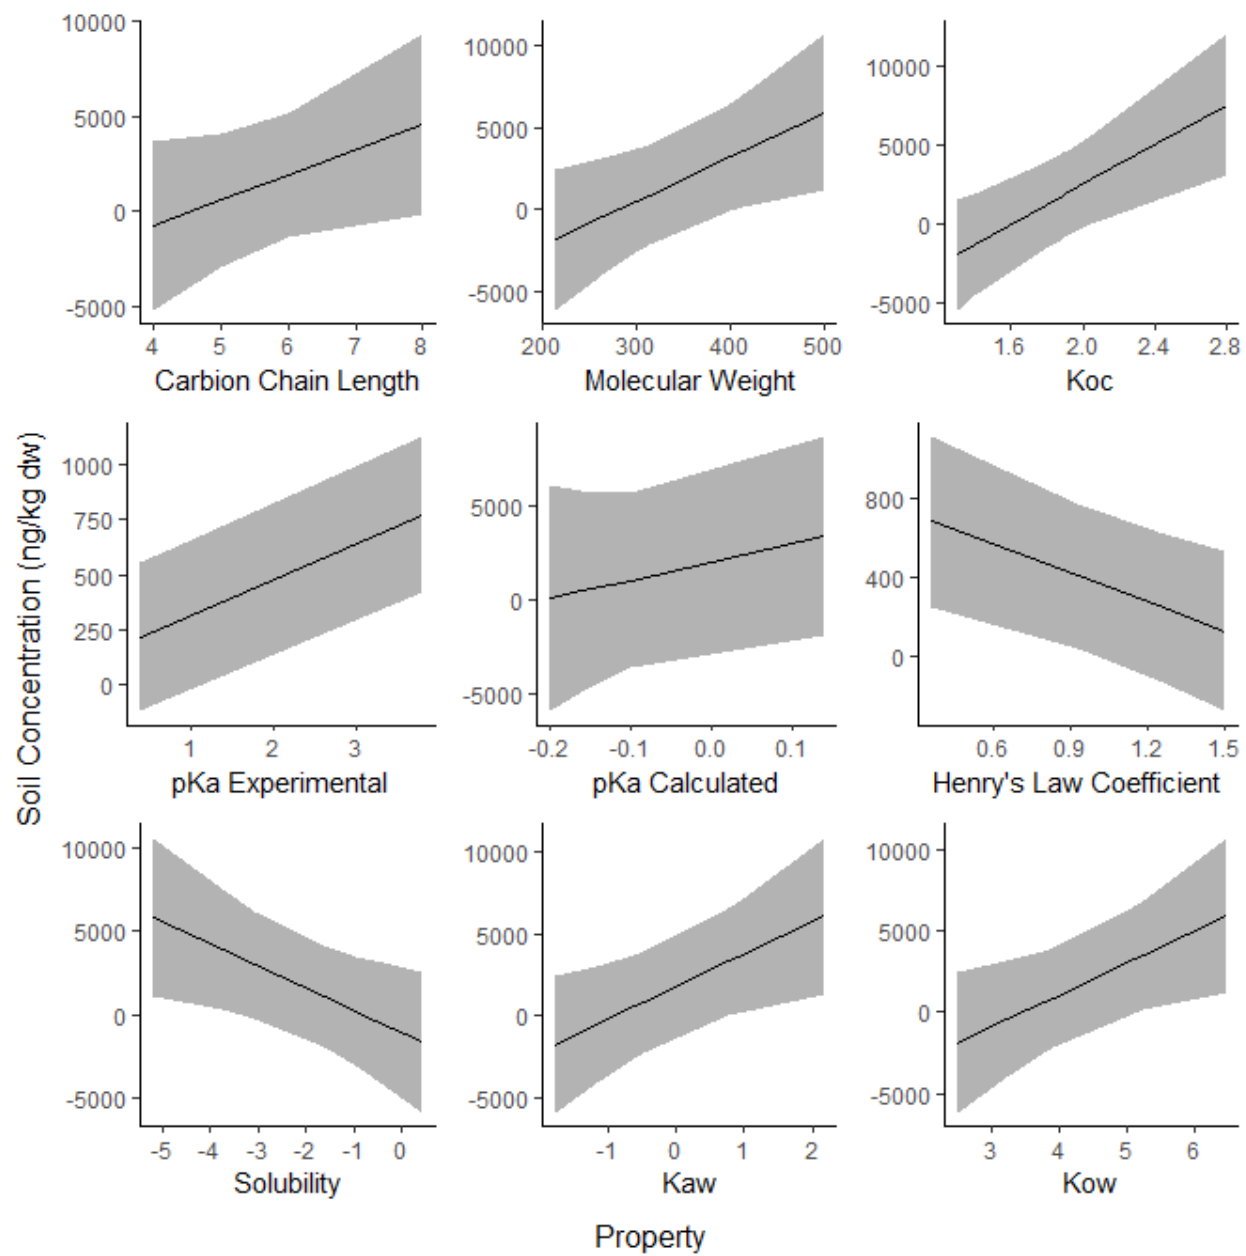 Soil Concentration (ng/kg dw)
10000
5000
0
-5000
4 5 6 7 8
Carbion Chain Length
10000
5000
0
-5000
200 300 400 500
Molecular Weight
10000
5000
0
-5000
1.6 2.0 2.4 2.8
Koc
1000
750
500
250
0
1 2 3
pKa Experimental
5000
0
-5000
-0.2 -0.1 0.0 0.1
pKa Calculated
800
400
0
0.6 0.9 1.2 1.5
Henry's Law Coefficient
10000
5000
0
-5000
-5 -4 -3 -2 -1 0
Solubility
10000
5000
0
-5000
-1 0 1 2
Kaw
10000
5000
0
-5000
3 4 5 6
Kow
Property